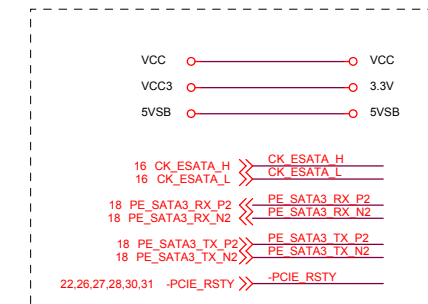 VCC VCC
VCC3 3.3V
5VSB 5VSB
16 CK_ESATA_H CK_ESATA_H
16 CK_ESATA_L CK_ESATA_L
18 PE_SATA3_RX_P2 PE_SATA3_RX_P2
18 PE_SATA3_RX_N2 PE_SATA3_RX_N2
18 PE_SATA3_TX_P2 PE_SATA3_TX_P2
18 PE_SATA3_TX_N2 PE_SATA3_TX_N2
22,26,27,28,30,31 -PCIE_RSTY -PCIE_RSTY